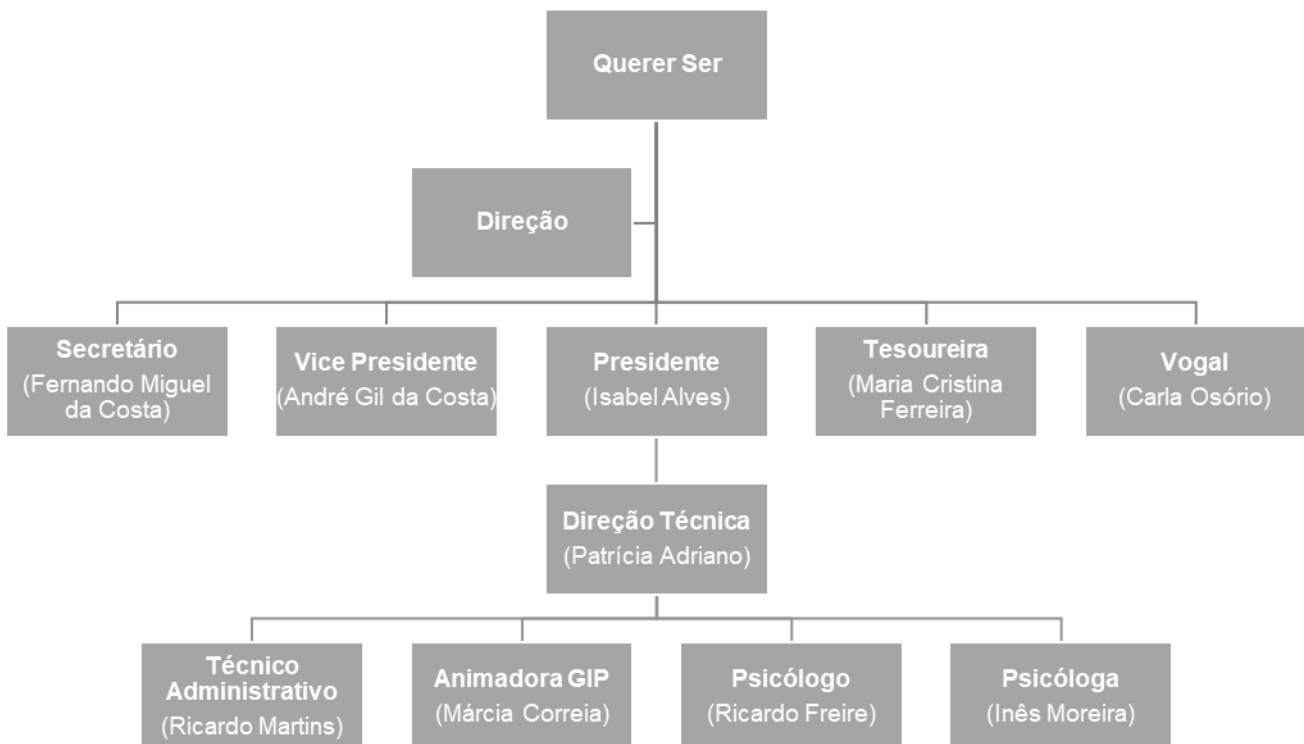 Querer Ser
Direção
Secretário
(Fernando Miguel
da Costa)
Vice Presidente
(André Gil da Costa)
Presidente
(Isabel Alves)
Tesoureira
(Maria Cristina
Ferreira)
Vogal
(Carla Osório)
Direção Técnica
(Patrícia Adriano)
Técnico
Administrativo
(Ricardo Martins)
Animadora GIP
(Márcia Correia)
Psicólogo
(Ricardo Freire)
Psicóloga
(Inês Moreira)